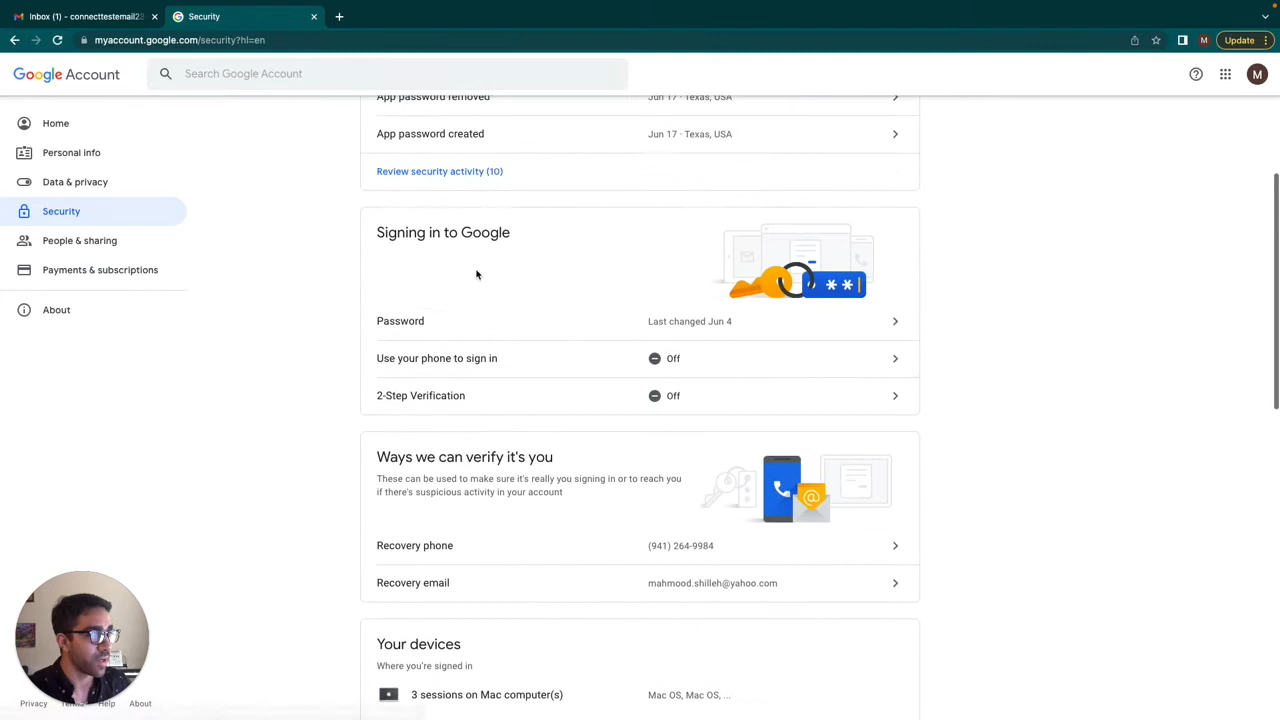 Inbox (1) - connecttestemail23
Security
myaccount.google.com/security?hl=en
M
Update
Google Account
Search Google Account
M
Home
Personal info
Data & privacy
Security
People & sharing
Payments & subscriptions
About
App password removed
Jun 17 · Texas, USA
App password created
Jun 17 · Texas, USA
Review security activity (10)
Signing in to Google
**
Password
Last changed Jun 4
Use your phone to sign in
Off
2-Step Verification
Off
Ways we can verify it's you
These can be used to make sure it's really you signing in or to reach you
if there's suspicious activity in your account
@
Recovery phone
(941) 264-9984
Recovery email
mahmood.shilleh@yahoo.com
Your devices
Where you're signed in
3 sessions on Mac computer(s)
Mac OS, Mac OS, ...
Privacy Terms Help About